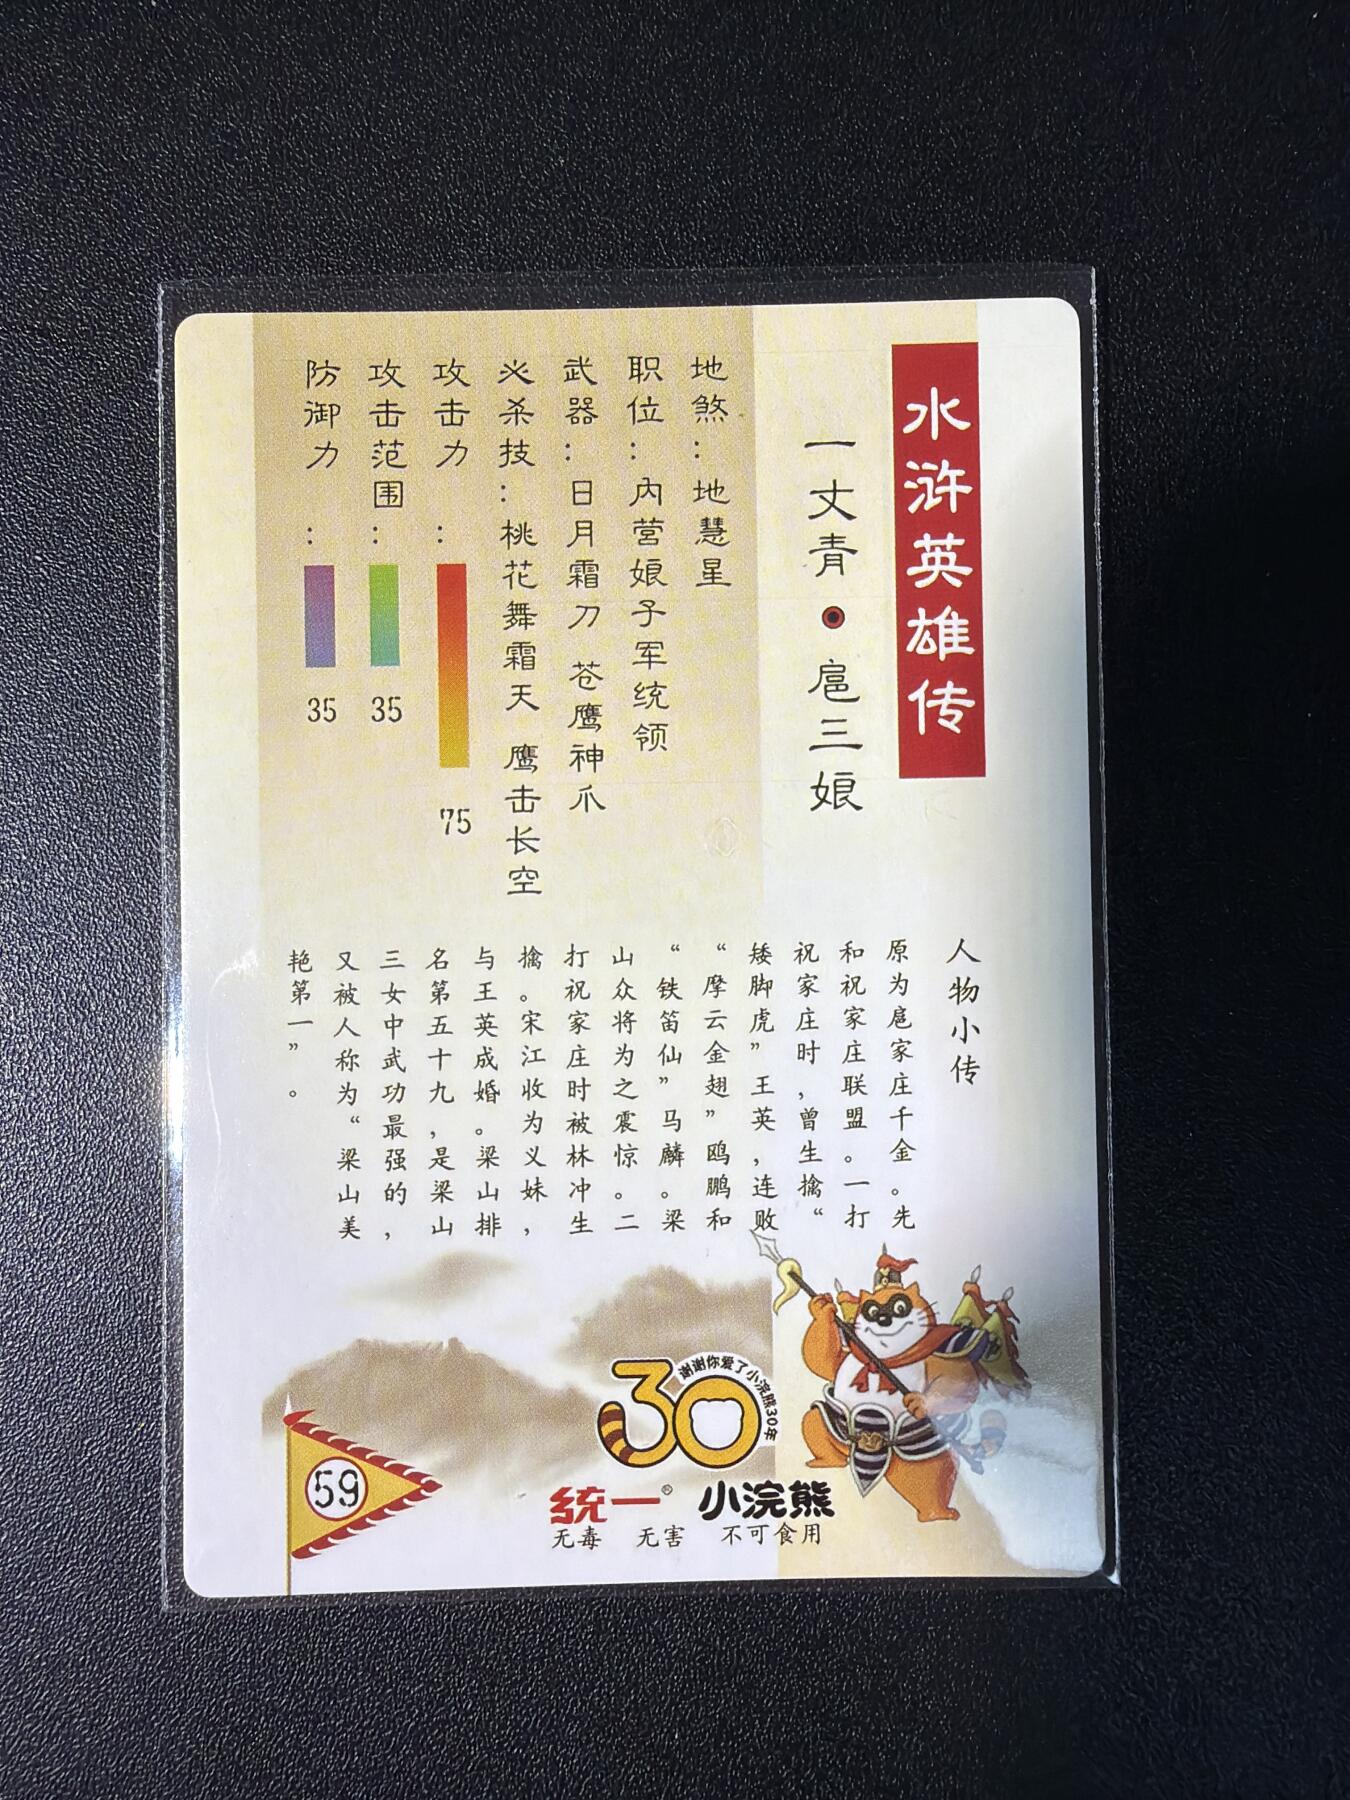 水浒英雄传
一丈青●扈三娘
地煞：地慧星
职位：内营娘子军统领
武器：日月霜刀 苍鹰神爪
必杀技：桃花舞霜天 鹰击长空
攻击力：75
攻击范围：35
防御力：35
人物小传
原为扈家庄千金。先
和祝家庄联盟。一打
祝家庄时，曾生擒“
矮脚虎”王英，连败
“摩云金翅”鸥鹏和
“铁笛仙”马麟。梁
山众将为之震惊。二
打祝家庄时被林冲生
擒。宋江收为义妹，
与王英成婚。梁山排
名第五十九，是梁山
三女中武功最强的，
又被人称为“梁山美
艳第一”。
谢谢你爱了小浣熊30年
30
统一® 小浣熊
无毒 无害 不可食用
59